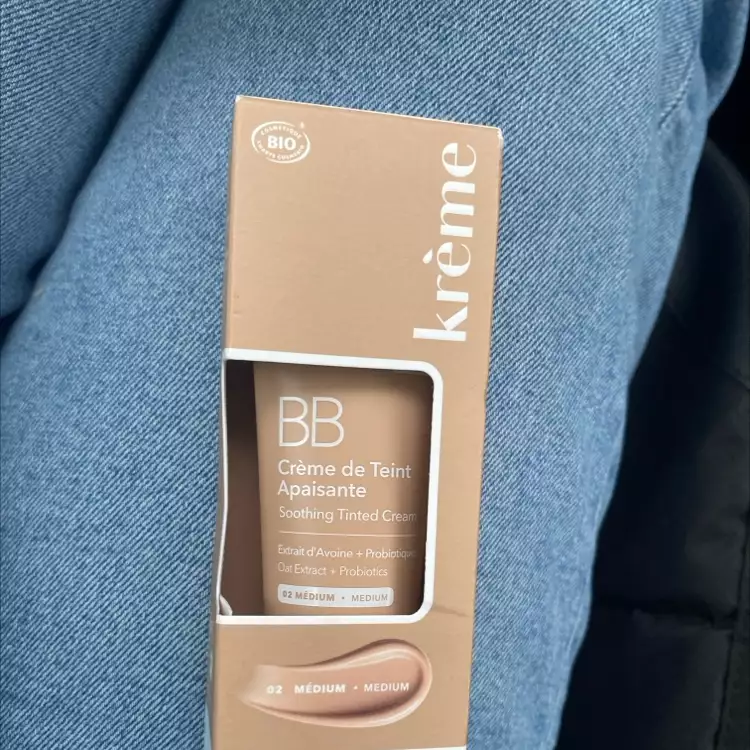 COSMETIQUE
BIO
krème
BB
Crème de Teint
Apaisante
Soothing Tinted Cream
Extrait d'Avoine + Probiotiques
Oat Extract + Probiotics
02 MÉDIUM • MEDIUM
02 MÉDIUM • MEDIUM